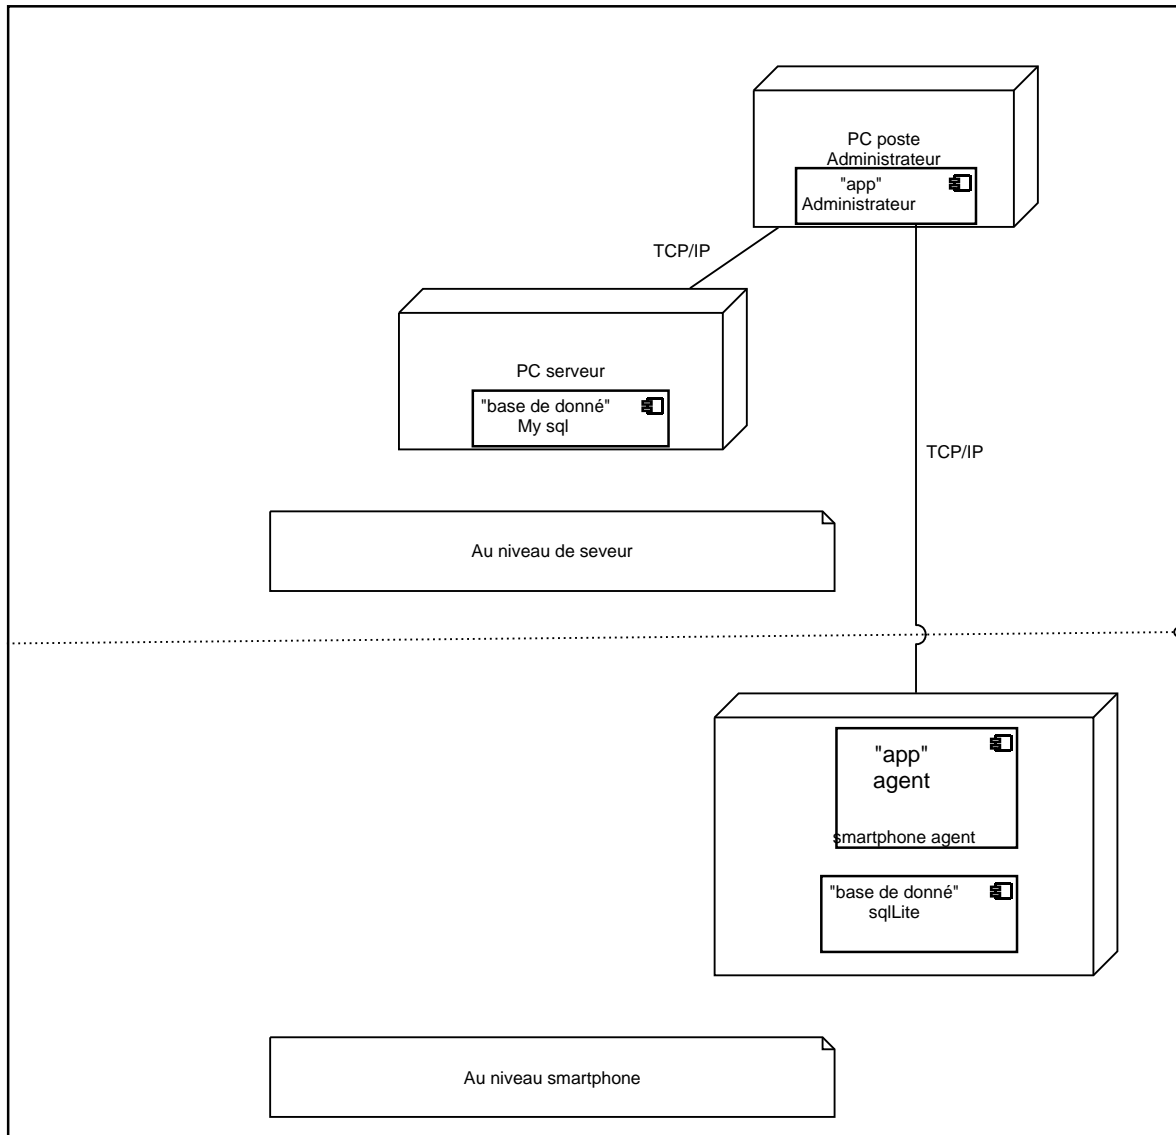 PC poste
Administrateur
"app"
Administrateur
TCP/IP
PC serveur
"base de donné"
My sql
TCP/IP
Au niveau de seveur
"app"
agent
smartphone agent
"base de donné"
sqlLite
Au niveau smartphone